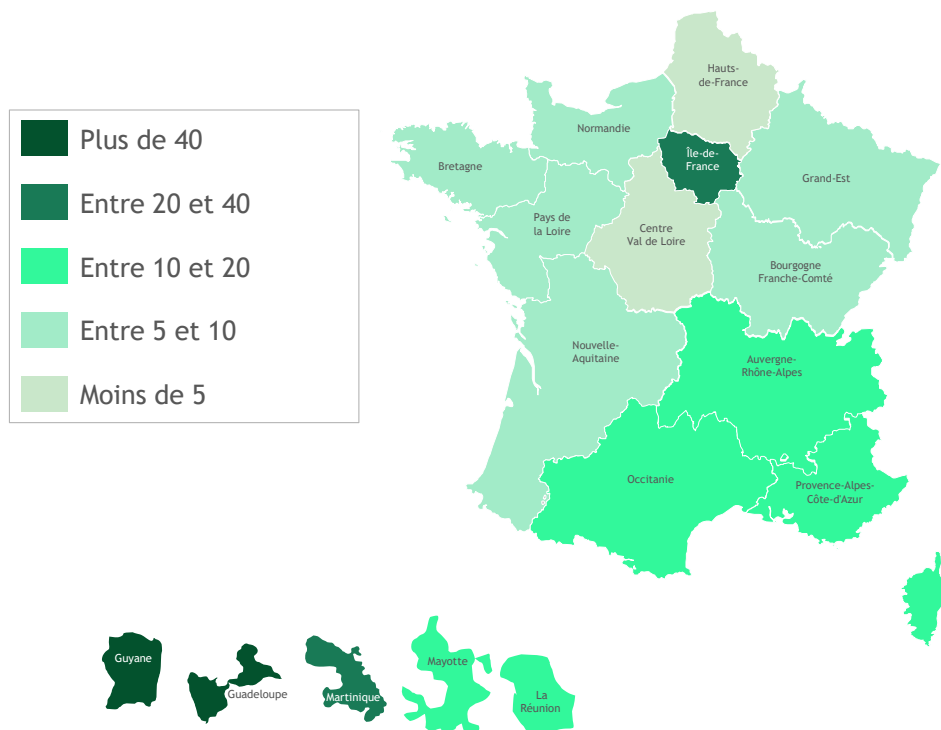 Plus de 40
Entre 20 et 40
Entre 10 et 20
Entre 5 et 10
Moins de 5
Hauts-
de-France
Normandie
Île-de-
France
Bretagne
Grand-Est
Pays de
la Loire
Centre
Val de Loire
Bourgogne
Franche-Comté
Nouvelle-
Aquitaine
Auvergne-
Rhône-Alpes
Occitanie
Provence-Alpes-
Côte-d'Azur
Guyane
Guadeloupe
Martinique
Mayotte
La
Réunion